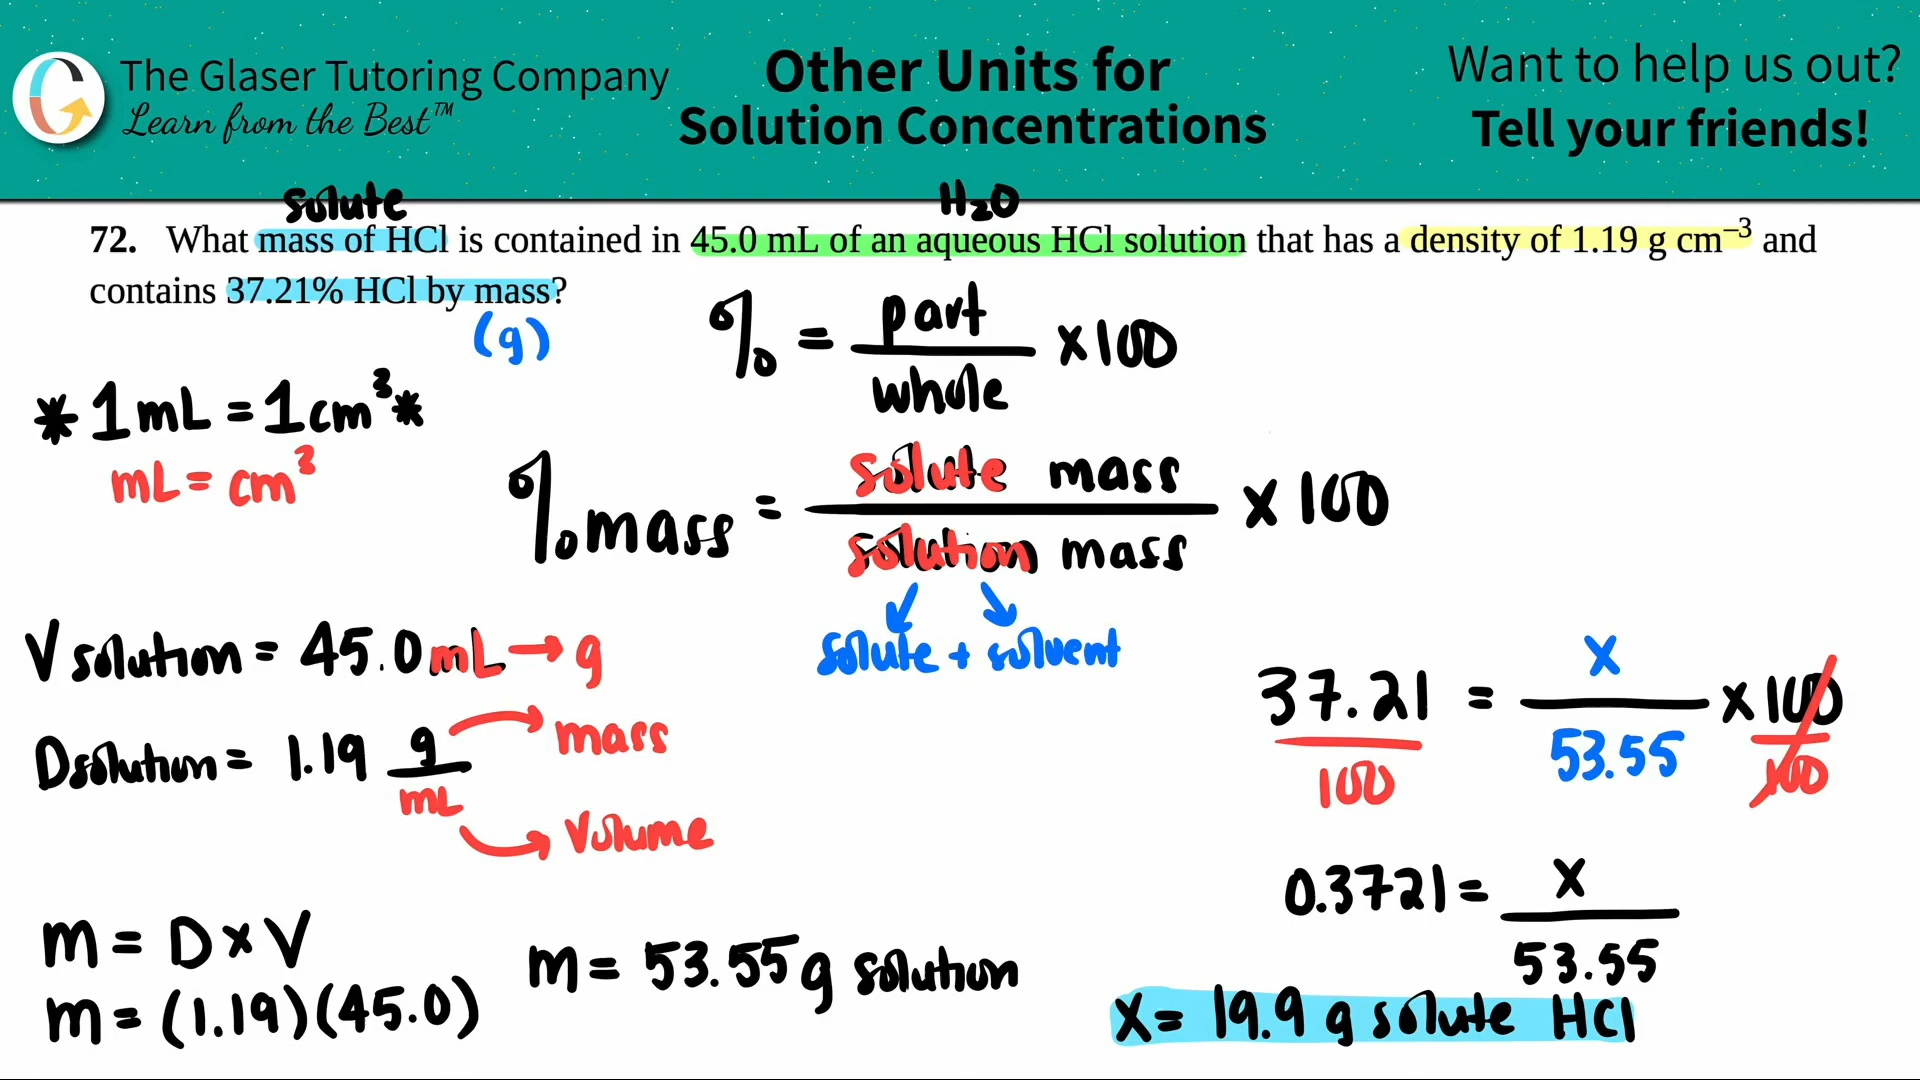 The Glaser Tutoring Company
Learn from the Best™
Other Units for
Solution Concentrations
Want to help us out?
Tell your friends!
solute
H₂O
72. What mass of HCl is contained in 45.0 mL of an aqueous HCl solution that has a density of 1.19 g cm⁻³ and
contains 37.21% HCl by mass?
(g)
% = part / whole x 100
* 1 mL = 1 cm³ *
mL = cm³
% mass = solute mass / solution mass x 100
solute + solvent
V solution = 45.0 mL → g
D solution = 1.19 g / mL
mass
volume
m = D x V
m = (1.19)(45.0)
m = 53.55 g solution
37.21 / 100 = x / 53.55 x 100 / 100
0.3721 = x / 53.55
x = 19.9 g solute HCl